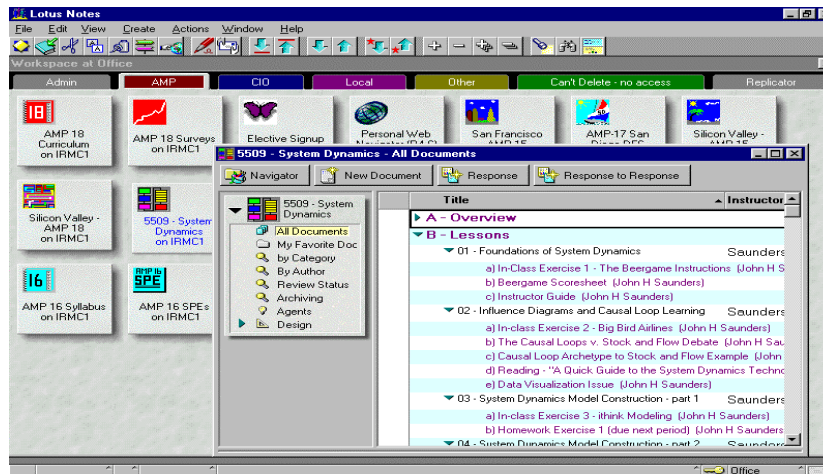 Lotus Notes
File Edit View Create Actions Window Help
Workspace at Office
Admin AMP CIO Local Other Can't Delete - no access Replicator
18
AMP 18
Curriculum
on IRMC1
AMP 18 Surveys
on IRMC1
Elective Signup
Personal Web
San Francisco
AMP-17 San
Silicon Valley -
Silicon Valley -
AMP 18
on IRMC1
5509 - System
Dynamics
on IRMC1
16
AMP 16 Syllabus
on IRMC1
AMP 16
SPE
AMP 16 SPEs
on IRMC1
5509 - System Dynamics - All Documents
Navigator New Document Response Response to Response
5509 - System
Dynamics
All Documents
My Favorite Doc
by Category
By Author
Review Status
Archiving
Agents
Design
Title Instructor
A - Overview
B - Lessons
01 - Foundations of System Dynamics Saunders
a) In-Class Exercise 1 - The Beergame Instructions (John H S
b) Beergame Scoresheet (John H Saunders)
c) Instructor Guide (John H Saunders)
02 - Influence Diagrams and Causal Loop Learning Saunders
a) In-class Exercise 2 - Big Bird Airlines (John H Saunders)
b) The Causal Loops v. Stock and Flow Debate (John H Sau
c) Causal Loop Archetype to Stock and Flow Example (John
d) Reading - "A Quick Guide to the System Dynamics Techno
e) Data Visualization Issue (John H Saunders)
03 - System Dynamics Model Construction - part 1 Saunders
a) In-class Exercise 3 - ithink Modeling (John H Saunders)
b) Homework Exercise 1 (due next period) (John H Saunders
04 - System Dynamics Model Construction - part 2 Saunders
Office